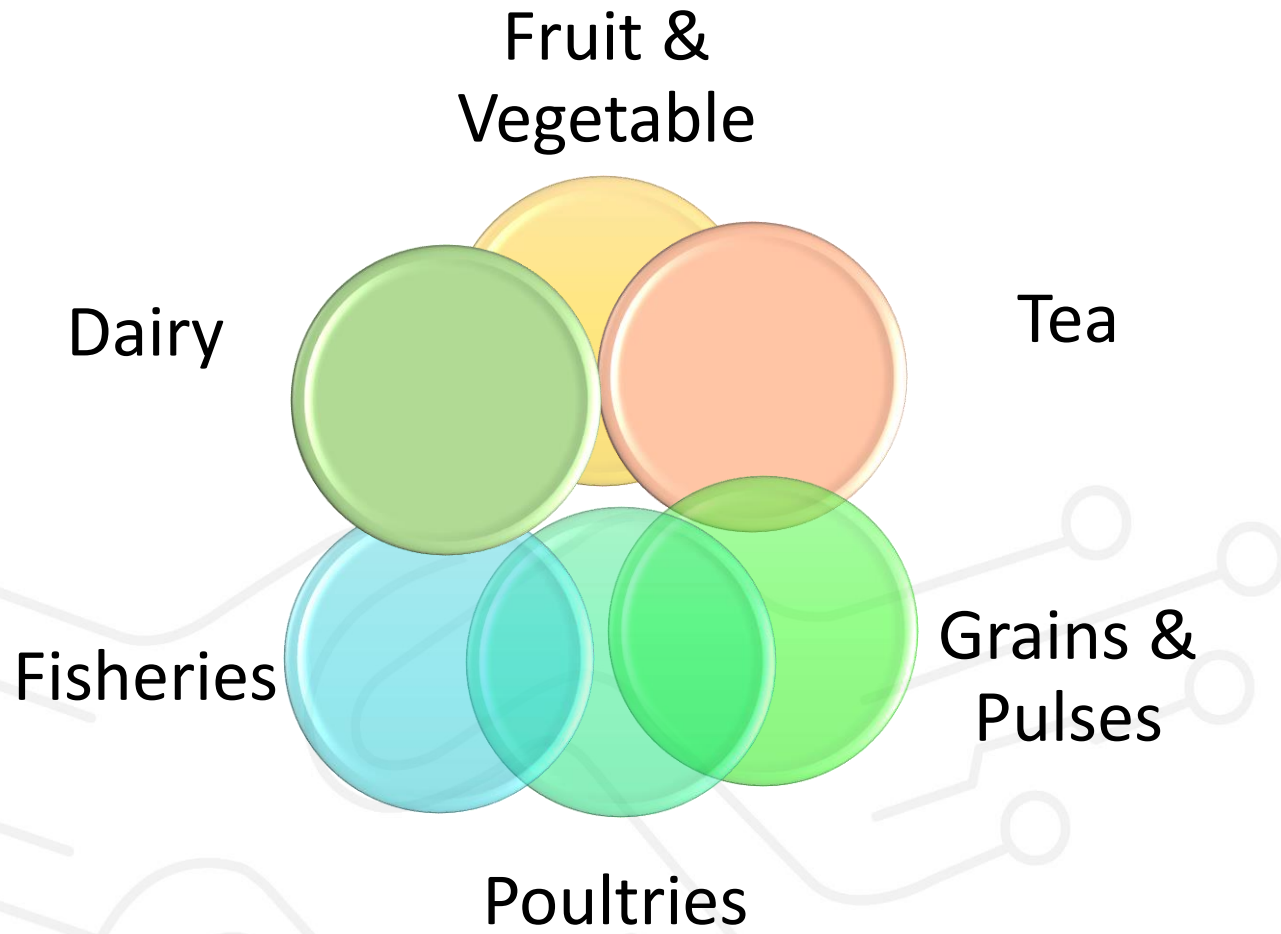 Fruit &
Vegetable
Dairy
Tea
Fisheries
Grains &
Pulses
Poultries